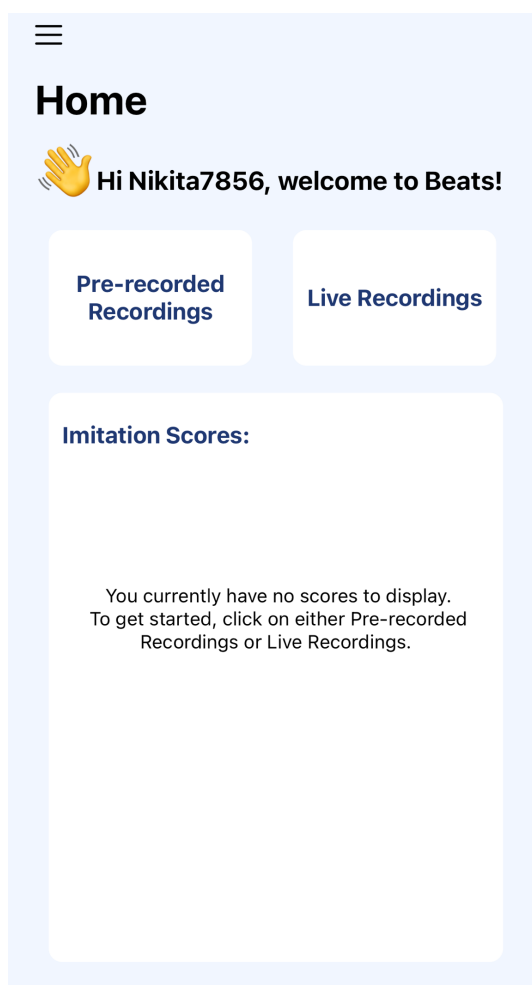 Home
Hi Nikita7856, welcome to Beats!
Pre-recorded
Recordings
Live Recordings
Imitation Scores:
You currently have no scores to display.
To get started, click on either Pre-recorded
Recordings or Live Recordings.